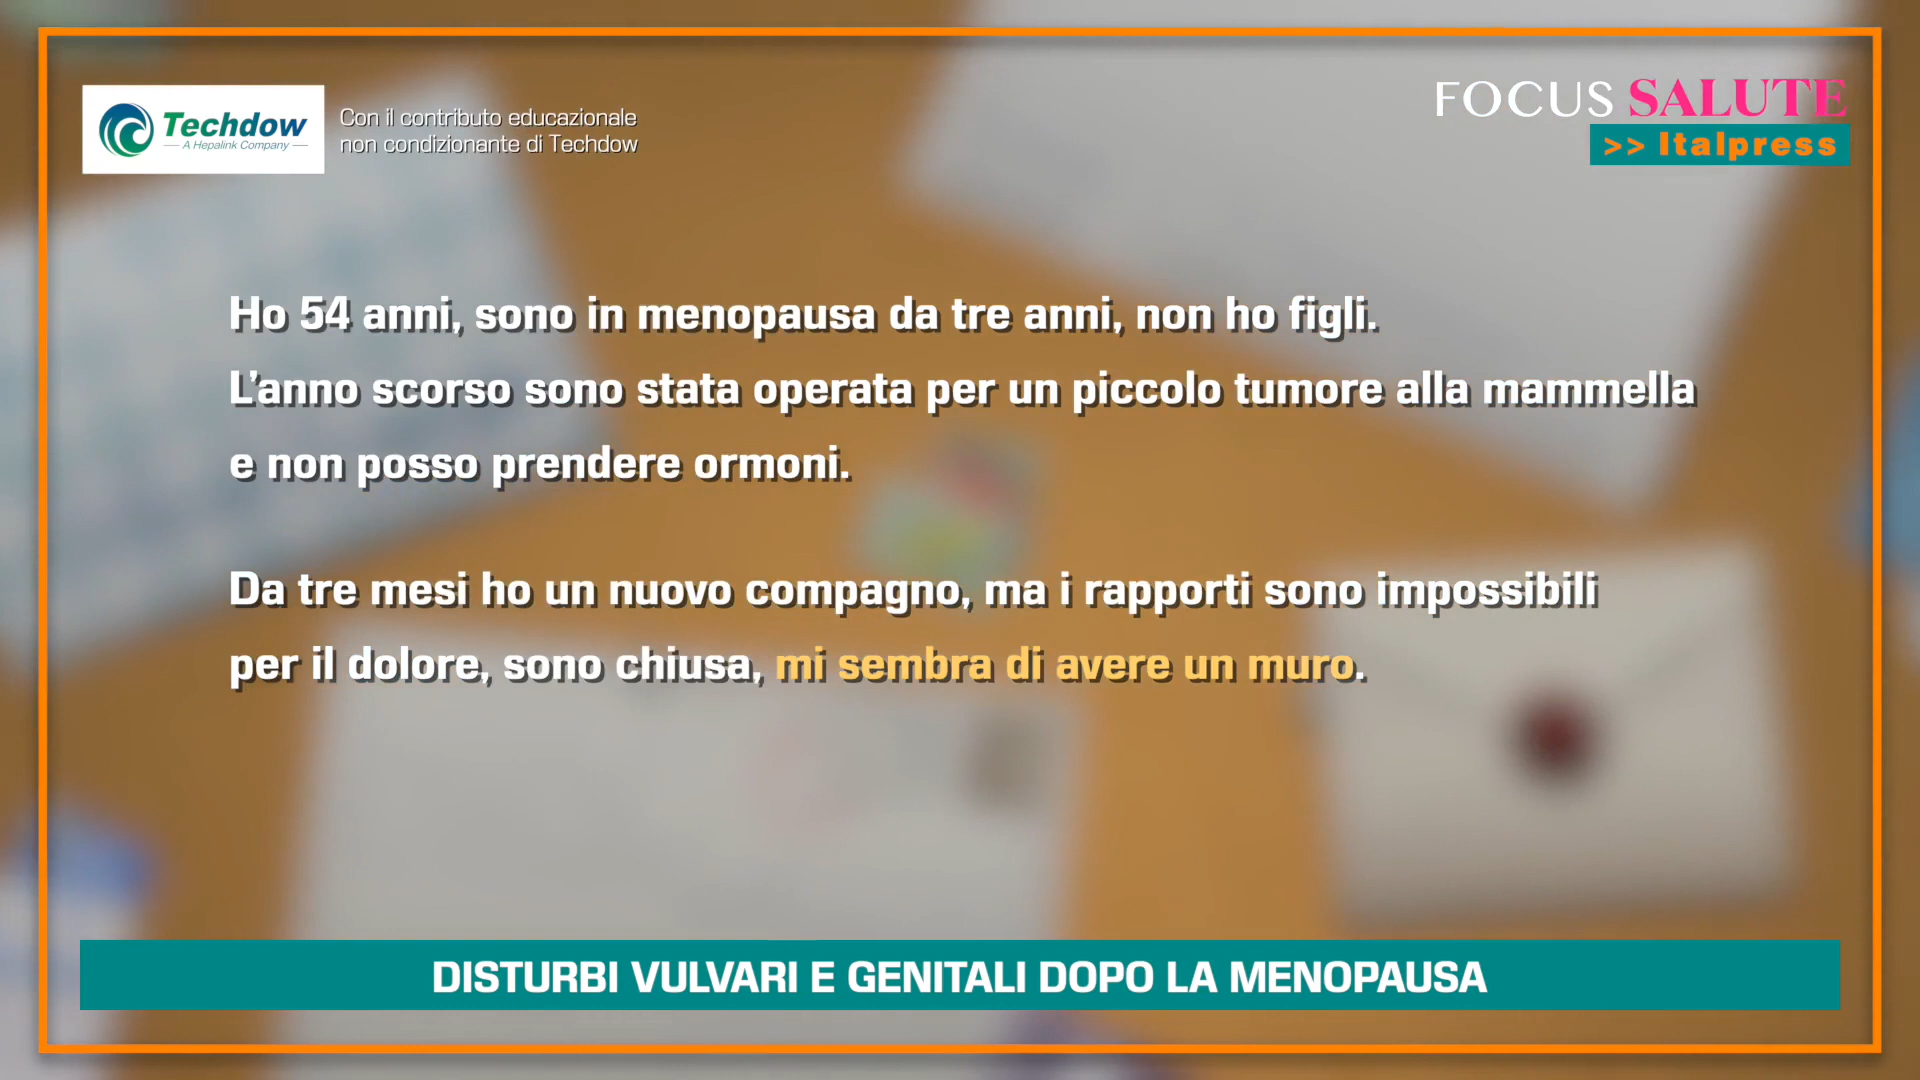 Techdow
A Hepalink Company
Con il contributo educazionale
non condizionante di Techdow
FOCUS SALUTE
>> Italpress
Ho 54 anni, sono in menopausa da tre anni, non ho figli.
L'anno scorso sono stata operata per un piccolo tumore alla mammella
e non posso prendere ormoni.
Da tre mesi ho un nuovo compagno, ma i rapporti sono impossibili
per il dolore, sono chiusa, mi sembra di avere un muro.
DISTURBI VULVARI E GENITALI DOPO LA MENOPAUSA